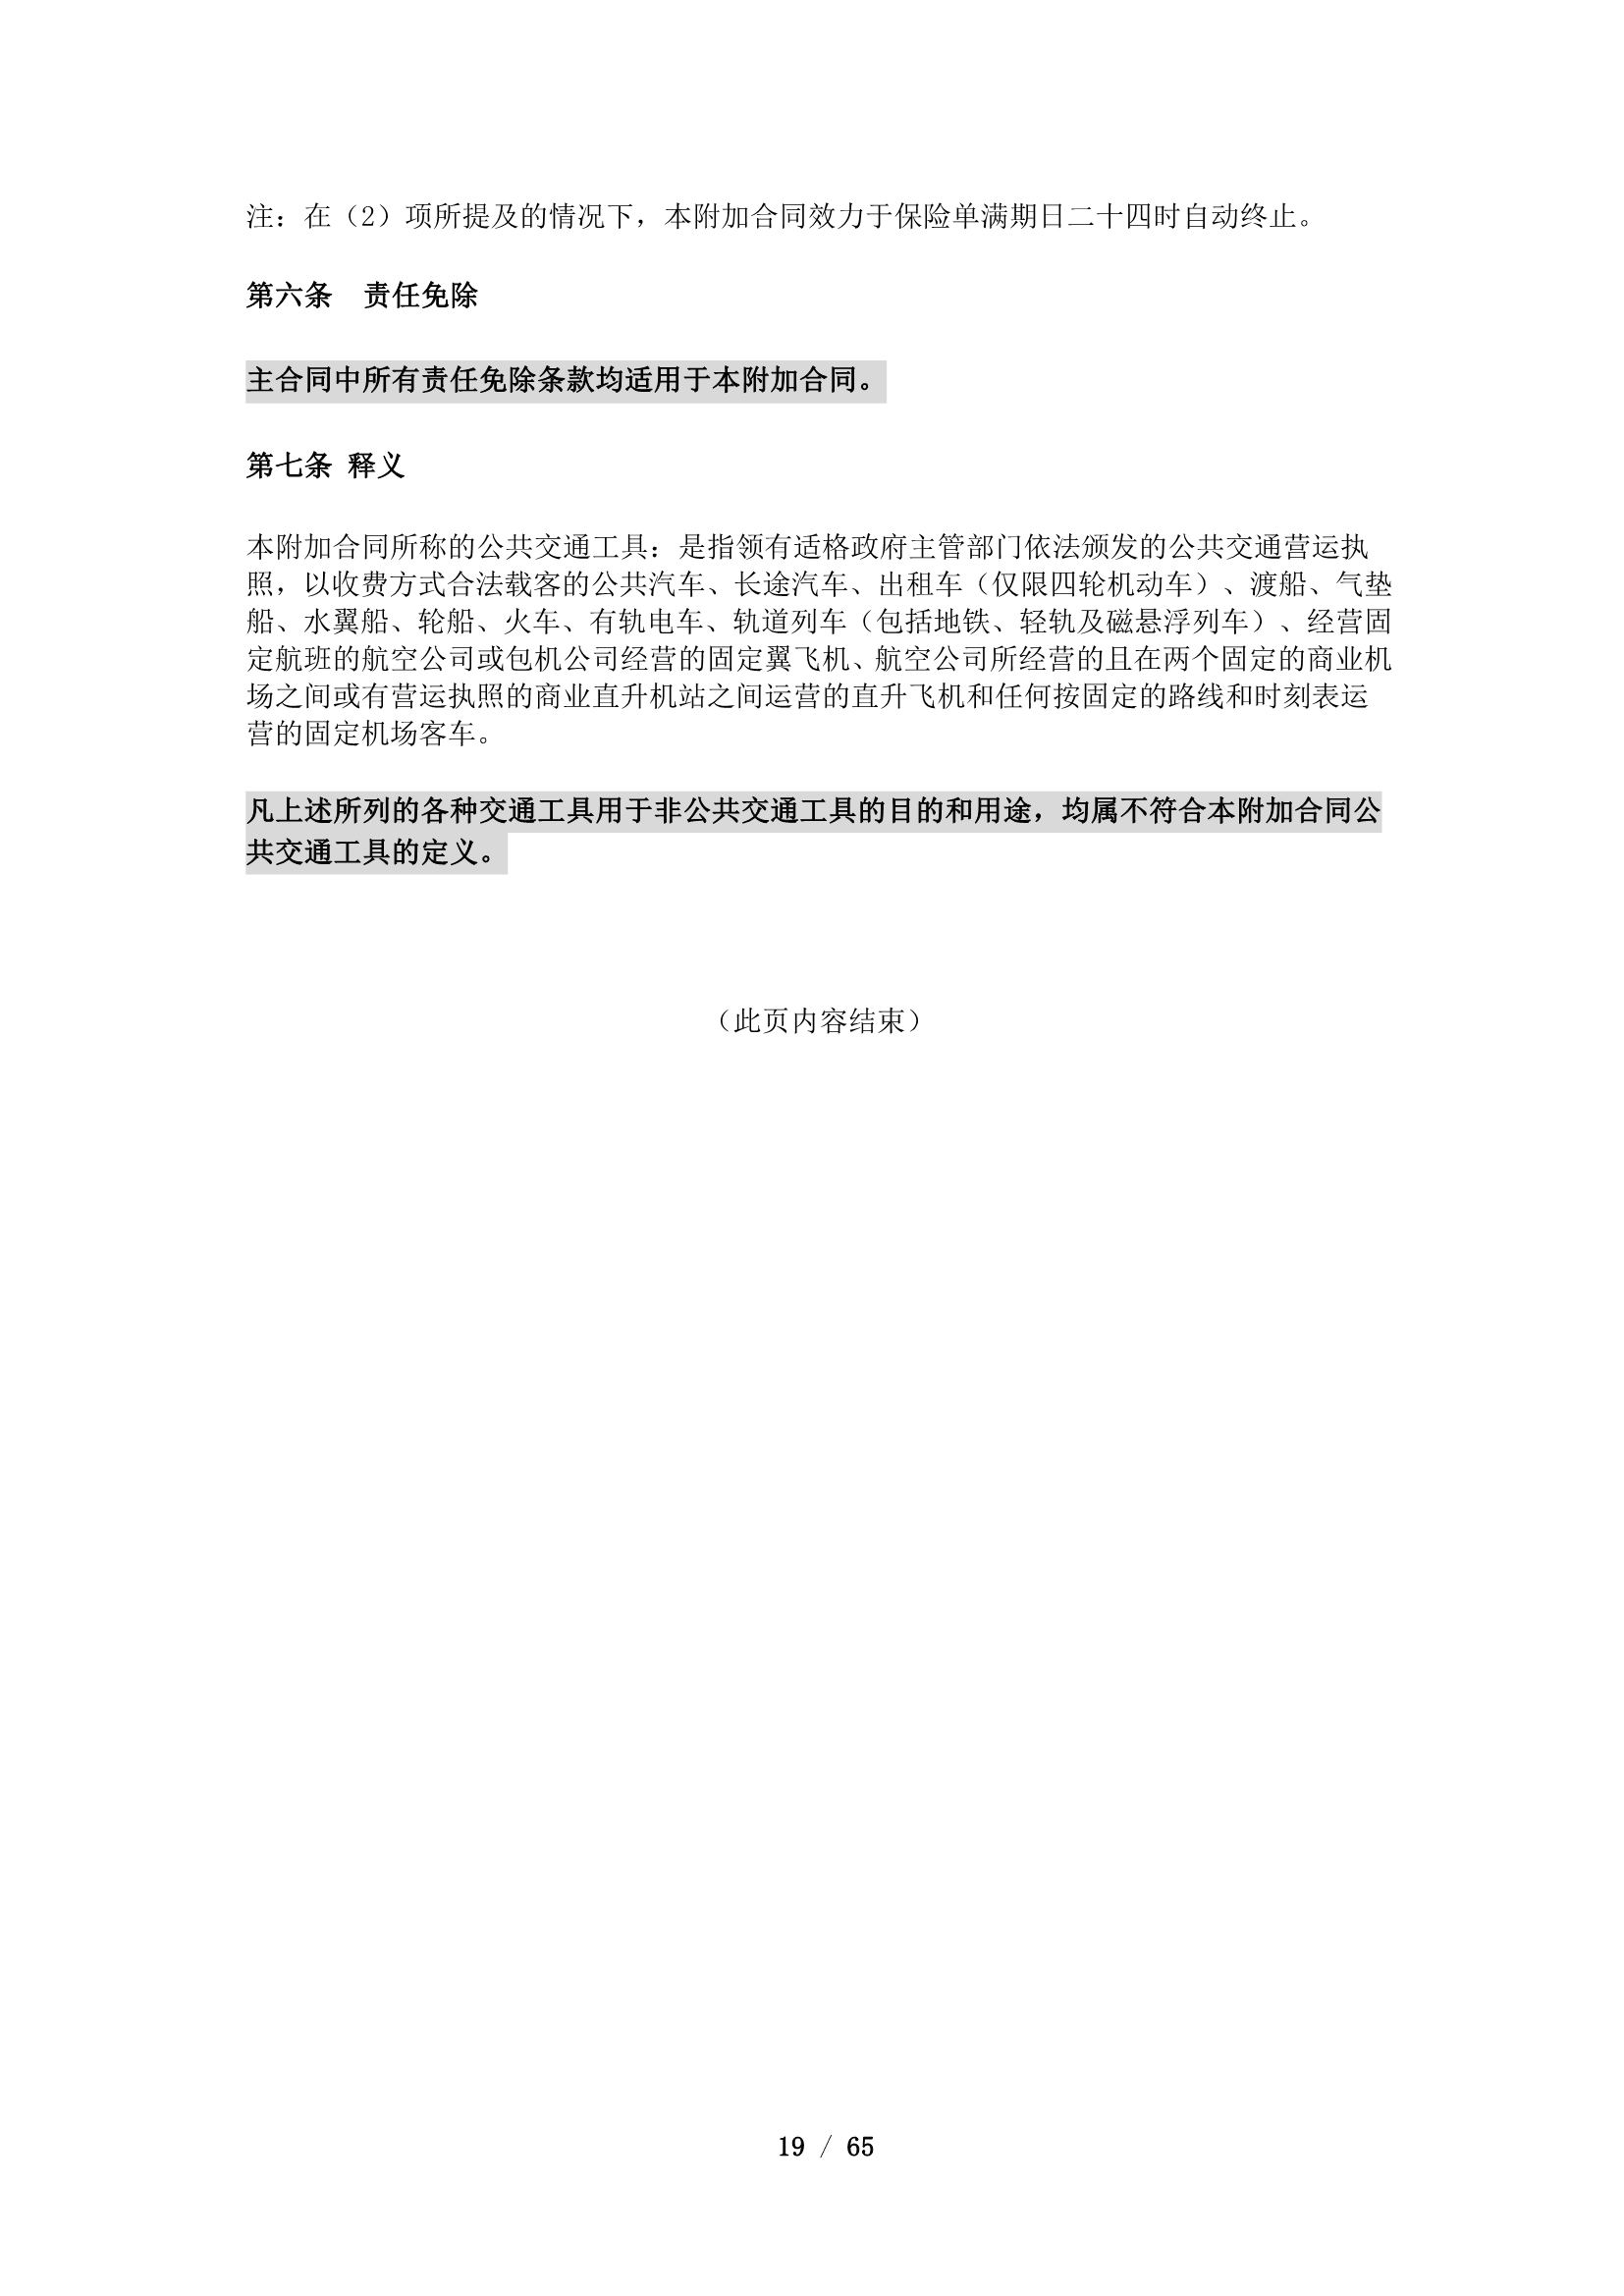 注：在（2）项所提及的情况下，本附加合同效力于保险单满期日二十四时自动终止。
第六条　责任免除
主合同中所有责任免除条款均适用于本附加合同。
第七条 释义
本附加合同所称的公共交通工具：是指领有适格政府主管部门依法颁发的公共交通营运执
照，以收费方式合法载客的公共汽车、长途汽车、出租车（仅限四轮机动车）、渡船、气垫
船、水翼船、轮船、火车、有轨电车、轨道列车（包括地铁、轻轨及磁悬浮列车）、经营固
定航班的航空公司或包机公司经营的固定翼飞机、航空公司所经营的且在两个固定的商业机
场之间或有营运执照的商业直升机站之间运营的直升飞机和任何按固定的路线和时刻表运
营的固定机场客车。
凡上述所列的各种交通工具用于非公共交通工具的目的和用途，均属不符合本附加合同公
共交通工具的定义。
（此页内容结束）
19 / 65